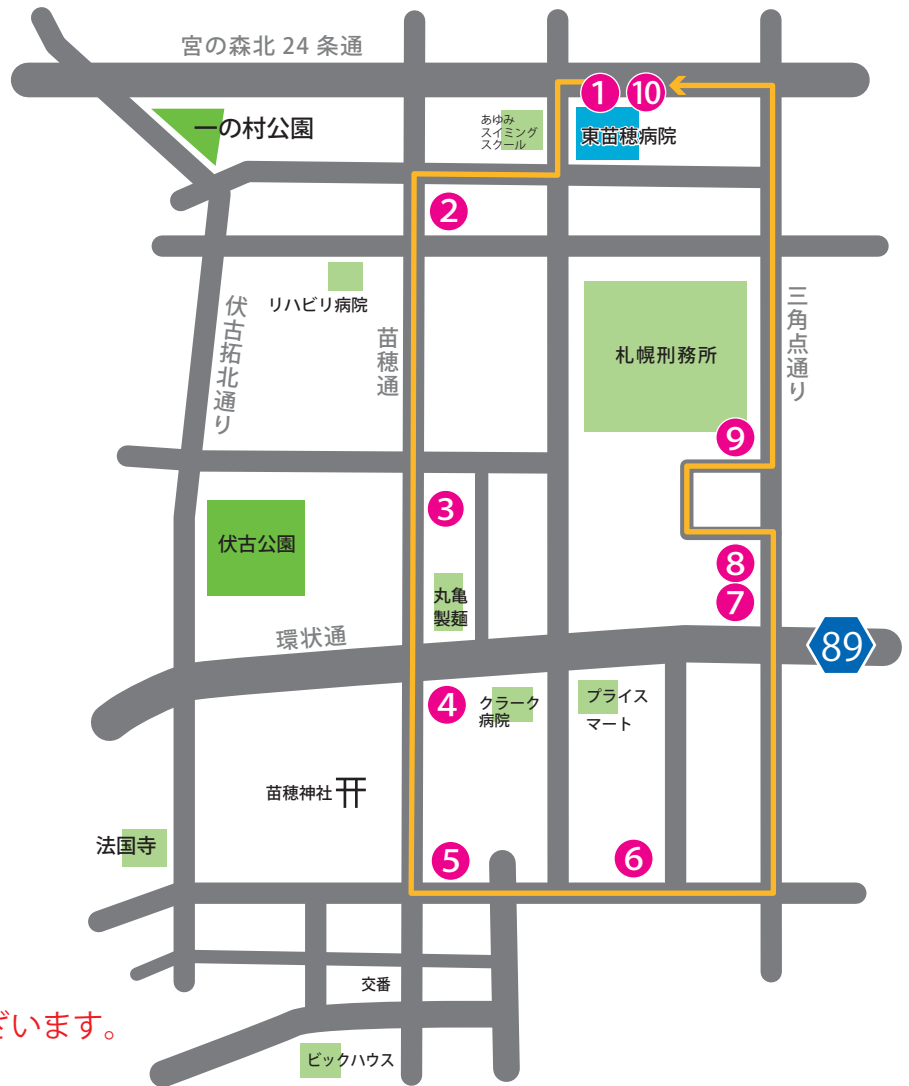 宮の森北24条通
1
10
あゆみ
スイミング
スクール
東苗穂病院
一の村公園
2
リハビリ病院
伏古拓北通り
苗穂通
三角点通り
札幌刑務所
9
3
伏古公園
丸亀
製麺
8
7
環状通
89
4
クラーク
病院
プライス
マート
苗穂神社
法国寺
5
6
交番
ざいます。
ビックハウス